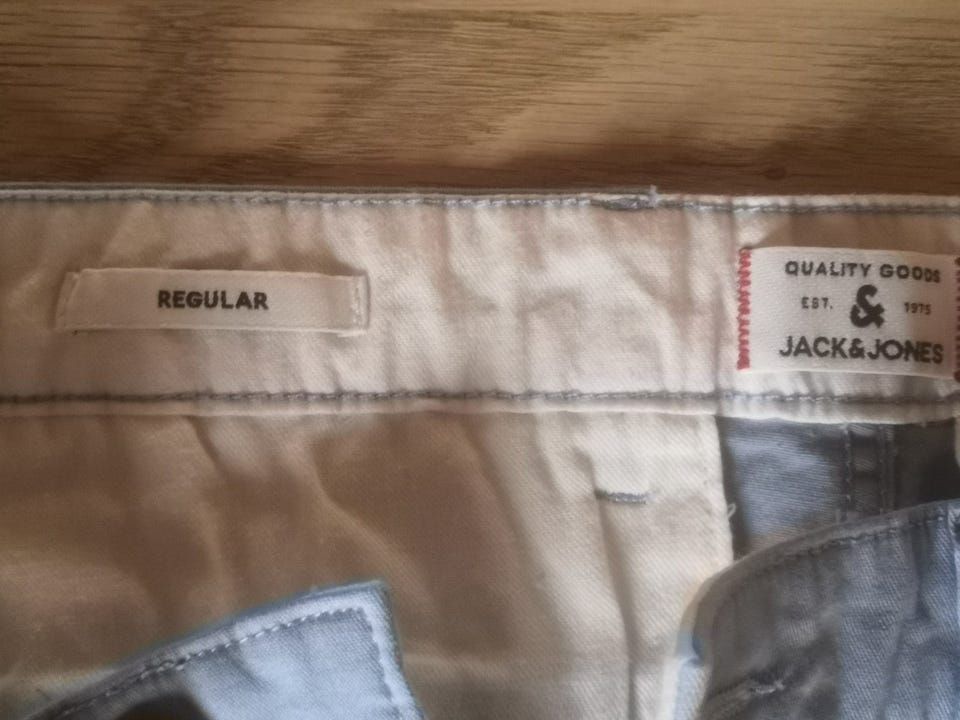 REGULAR
QUALITY GOODS
EST. & 1975
JACK&JONES